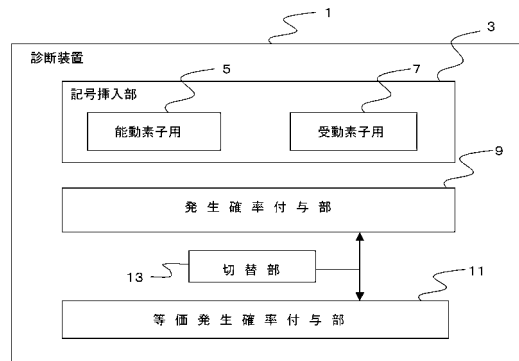 1
診断装置
3
記号挿入部
5
7
能動素子用
受動素子用
9
発生確率付与部
切替部
13
11
等価発生確率付与部